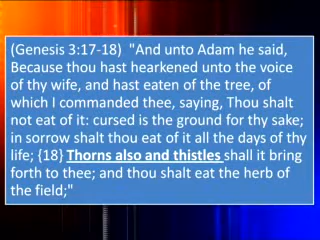 (Genesis 3:17-18)  "And unto Adam he said,
Because thou hast hearkened unto the voice
of thy wife, and hast eaten of the tree, of
which I commanded thee, saying, Thou shalt
not eat of it: cursed is the ground for thy sake;
in sorrow shalt thou eat of it all the days of thy
life; {18} Thorns also and thistles shall it bring
forth to thee; and thou shalt eat the herb of
the field;"